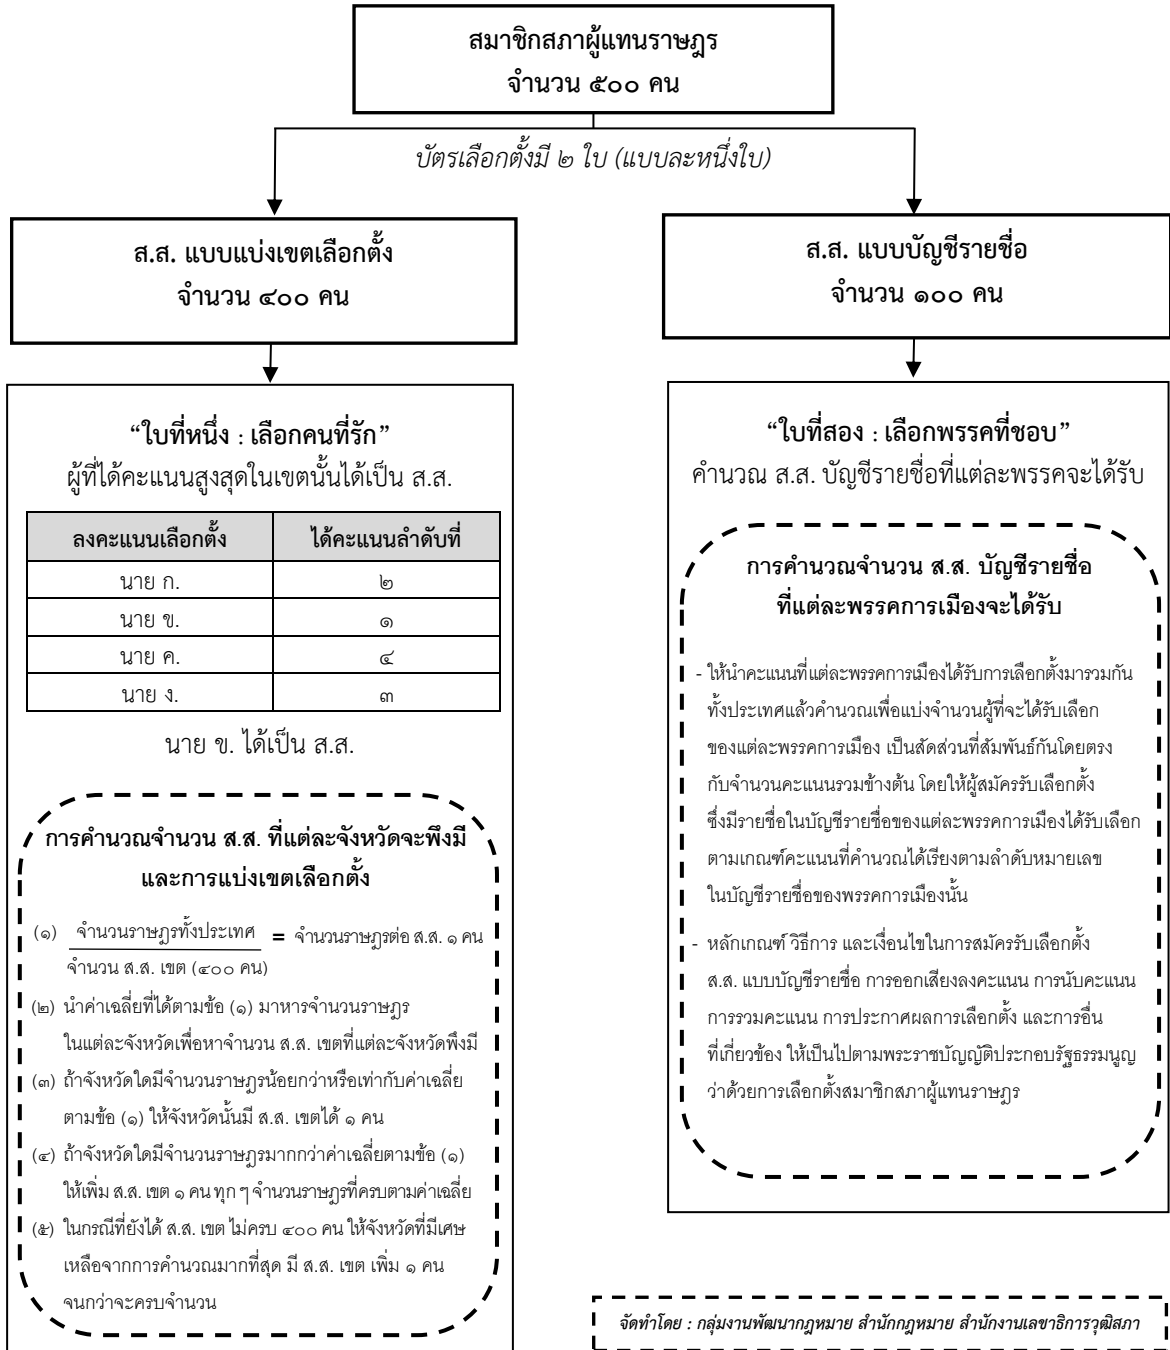 สมาชิกสภาผู้แทนราษฎร
จำนวน ๕๐๐ คน
บัตรเลือกตั้งมี ๒ ใบ (แบบละหนึ่งใบ)
ส.ส. แบบแบ่งเขตเลือกตั้ง
จำนวน ๔๐๐ คน
“ใบที่หนึ่ง : เลือกคนที่รัก”
ผู้ที่ได้คะแนนสูงสุดในเขตนั้นได้เป็น ส.ส.
ลงคะแนนเลือกตั้ง ได้คะแนนลำดับที่
นาย ก. ๒
นาย ข. ๑
นาย ค. ๔
นาย ง. ๓
นาย ข. ได้เป็น ส.ส.
การคำนวณจำนวน ส.ส. ที่แต่ละจังหวัดจะพึงมี
และการแบ่งเขตเลือกตั้ง
(๑) จำนวนราษฎรทั้งประเทศ = จำนวนราษฎรต่อ ส.ส. ๑ คน
จำนวน ส.ส. เขต (๔๐๐ คน)
(๒) นำค่าเฉลี่ยที่ได้ตามข้อ (๑) มาหารจำนวนราษฎร
ในแต่ละจังหวัดเพื่อหาจำนวน ส.ส. เขตที่แต่ละจังหวัดพึงมี
(๓) ถ้าจังหวัดใดมีจำนวนราษฎรน้อยกว่าหรือเท่ากับค่าเฉลี่ย
ตามข้อ (๑) ให้จังหวัดนั้นมี ส.ส. เขตได้ ๑ คน
(๔) ถ้าจังหวัดใดมีจำนวนราษฎรมากกว่าค่าเฉลี่ยตามข้อ (๑)
ให้เพิ่ม ส.ส. เขต ๑ คน ทุก ๆ จำนวนราษฎรที่ครบตามค่าเฉลี่ย
(๕) ในกรณีที่ยังได้ ส.ส. เขต ไม่ครบ ๔๐๐ คน ให้จังหวัดที่มีเศษ
เหลือจากการคำนวณมากที่สุด มี ส.ส. เขต เพิ่ม ๑ คน
จนกว่าจะครบจำนวน
ส.ส. แบบบัญชีรายชื่อ
จำนวน ๑๐๐ คน
“ใบที่สอง : เลือกพรรคที่ชอบ”
คำนวณ ส.ส. บัญชีรายชื่อที่แต่ละพรรคจะได้รับ
การคำนวณจำนวน ส.ส. บัญชีรายชื่อ
ที่แต่ละพรรคการเมืองจะได้รับ
- ให้นำคะแนนที่แต่ละพรรคการเมืองได้รับการเลือกตั้งมารวมกัน
ทั้งประเทศแล้วคำนวณเพื่อแบ่งจำนวนผู้ที่จะได้รับเลือก
ของแต่ละพรรคการเมือง เป็นสัดส่วนที่สัมพันธ์กันโดยตรง
กับจำนวนคะแนนรวมข้างต้น โดยให้ผู้สมัครรับเลือกตั้ง
ซึ่งมีรายชื่อในบัญชีรายชื่อของแต่ละพรรคการเมืองได้รับเลือก
ตามเกณฑ์คะแนนที่คำนวณได้เรียงตามลำดับหมายเลข
ในบัญชีรายชื่อของพรรคการเมืองนั้น
- หลักเกณฑ์ วิธีการ และเงื่อนไขในการสมัครรับเลือกตั้ง
ส.ส. แบบบัญชีรายชื่อ การออกเสียงลงคะแนน การนับคะแนน
การรวมคะแนน การประกาศผลการเลือกตั้ง และการอื่น
ที่เกี่ยวข้อง ให้เป็นไปตามพระราชบัญญัติประกอบรัฐธรรมนูญ
ว่าด้วยการเลือกตั้งสมาชิกสภาผู้แทนราษฎร
จัดทำโดย : กลุ่มงานพัฒนากฎหมาย สำนักกฎหมาย สำนักงานเลขาธิการวุฒิสภา